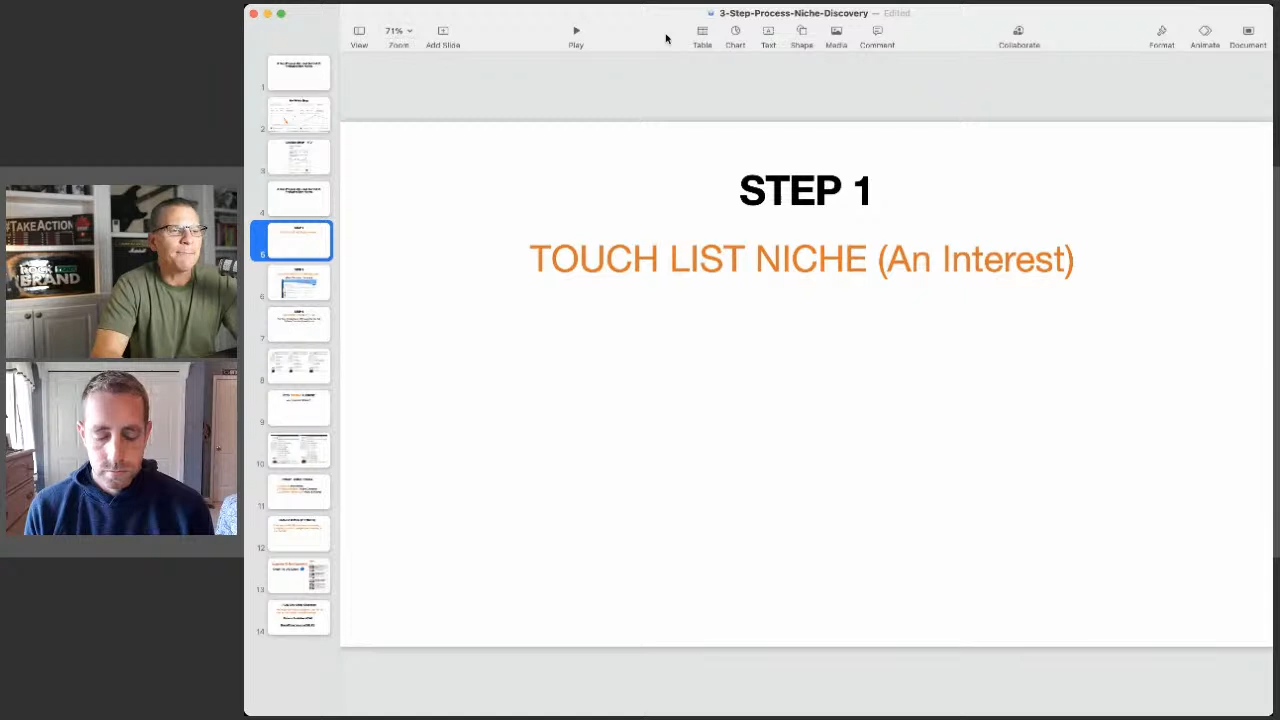 3-Step-Process-Niche-Discovery — Edited
View
71%
Zoom
Add Slide
Play
Table
Chart
Text
Shape
Media
Comment
Collaborate
Format
Animate
Document
1
2
3
4
5
6
7
8
9
10
11
12
13
14
#TAKEACTION
ROCK YOUR
BRAND
STEP 1
TOUCH LIST NICHE (An Interest)